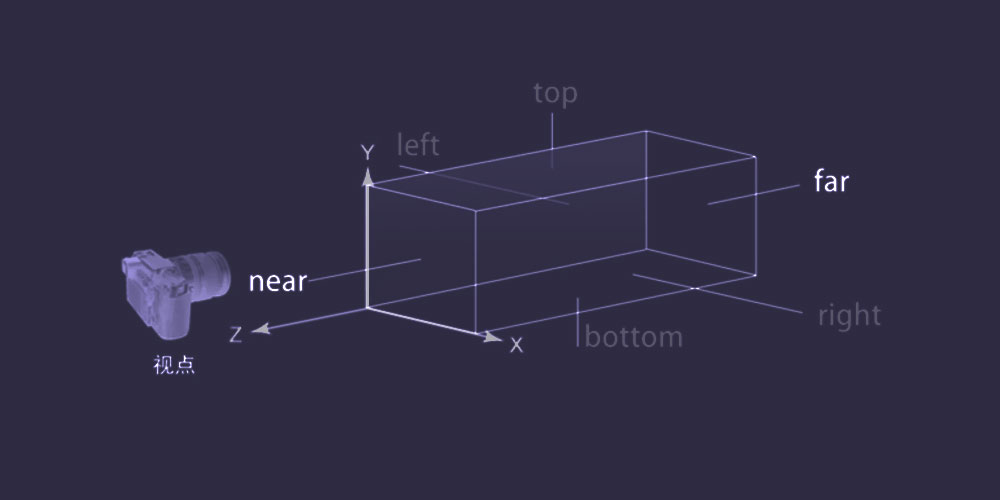 top
left
Y
far
near
Z
right
bottom
X
视点